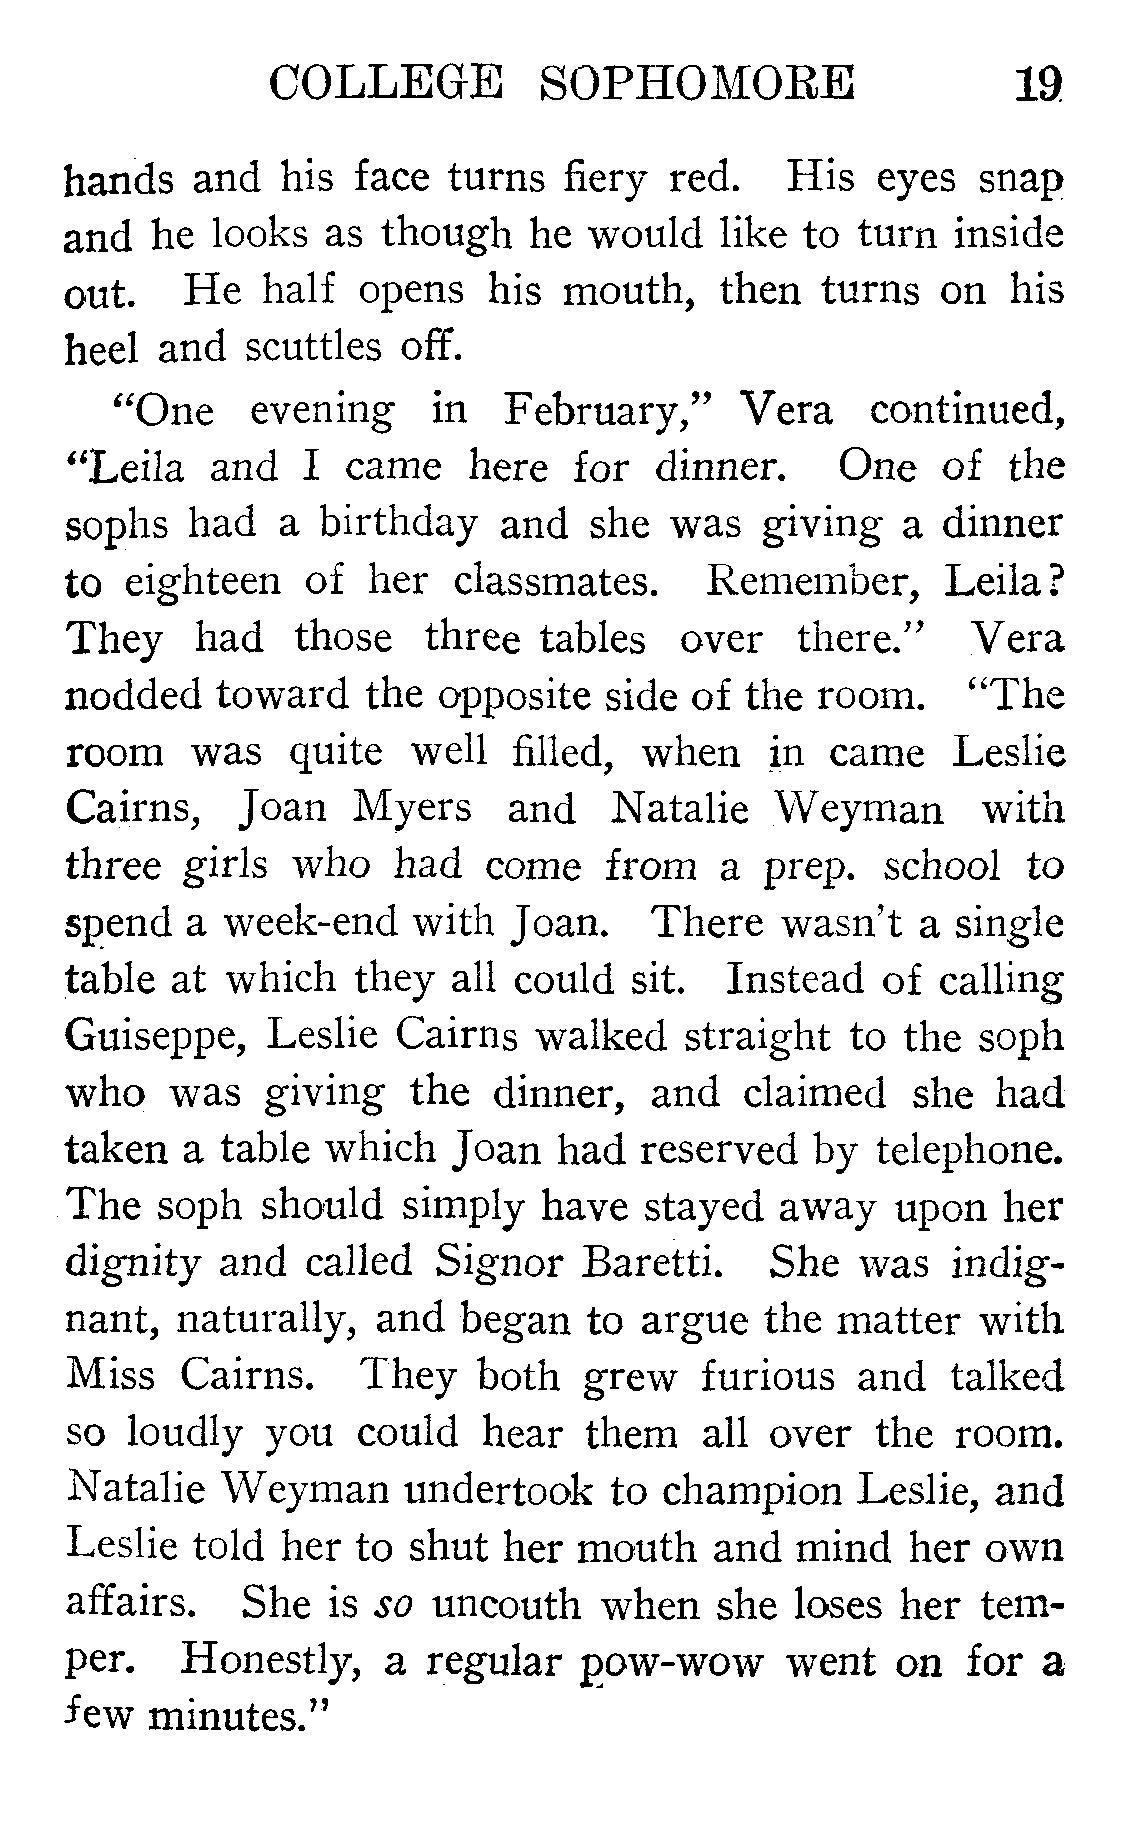 COLLEGE SOPHOMORE 19
hands and his face turns fiery red. His eyes snap
and he looks as though he would like to turn inside
out. He half opens his mouth, then turns on his
heel and scuttles off.
"One evening in February," Vera continued,
"Leila and I came here for dinner. One of the
sophs had a birthday and she was giving a dinner
to eighteen of her classmates. Remember, Leila?
They had those three tables over there." Vera
nodded toward the opposite side of the room. "The
room was quite well filled, when in came Leslie
Cairns, Joan Myers and Natalie Weyman with
three girls who had come from a prep. school to
spend a week-end with Joan. There wasn't a single
table at which they all could sit. Instead of calling
Guiseppe, Leslie Cairns walked straight to the soph
who was giving the dinner, and claimed she had
taken a table which Joan had reserved by telephone.
The soph should simply have stayed away upon her
dignity and called Signor Baretti. She was indig-
nant, naturally, and began to argue the matter with
Miss Cairns. They both grew furious and talked
so loudly you could hear them all over the room.
Natalie Weyman undertook to champion Leslie, and
Leslie told her to shut her mouth and mind her own
affairs. She is so uncouth when she loses her tem-
per. Honestly, a regular pow-wow went on for a
few minutes."